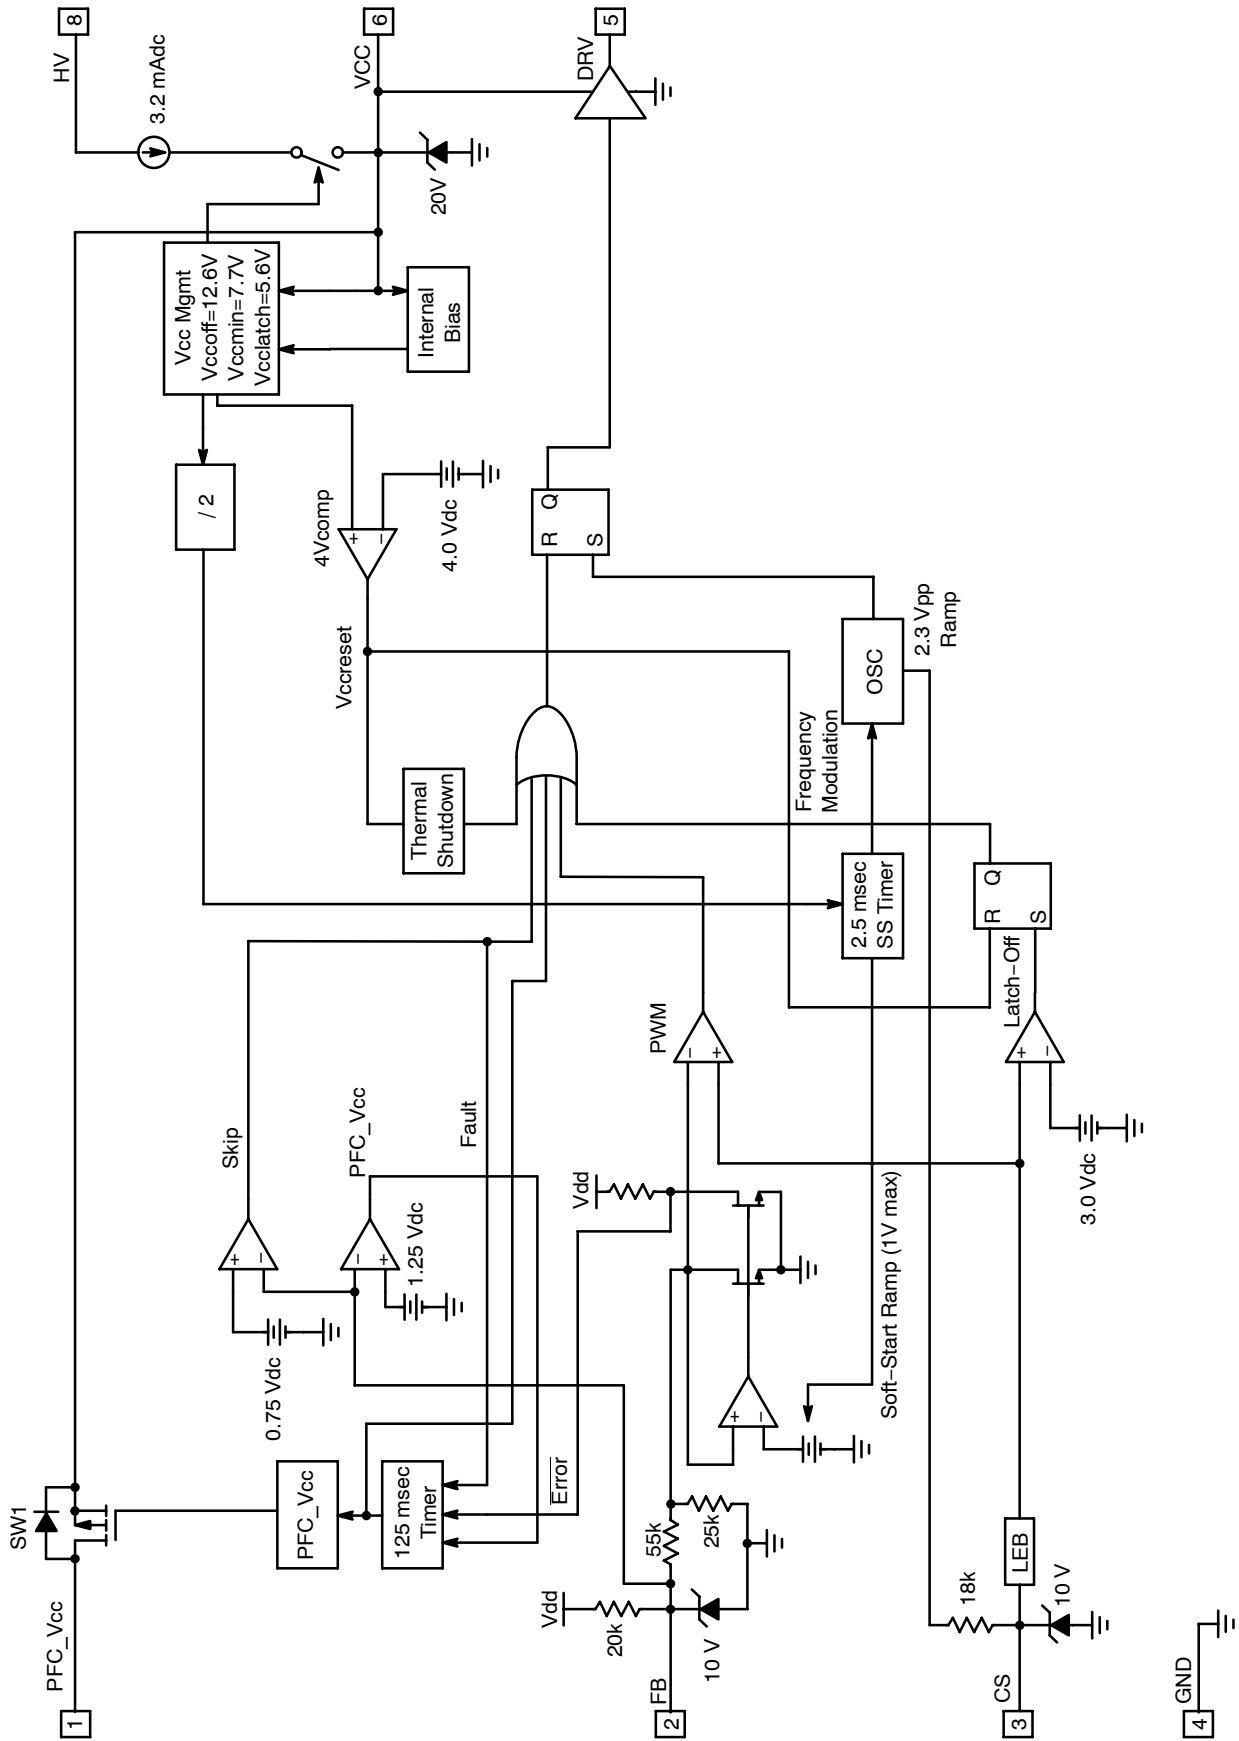 PFC_Vcc
1
SW1
HV
8
3.2 mAdc
PFC_Vcc
125 msec
Timer
0.75 Vdc
+
−
Skip
−
+
PFC_Vcc
1.25 Vdc
Fault
Error
/ 2
Vcc Mgmt
Vccoff=12.6V
Vccmin=7.7V
Vcclatch=5.6V
Internal
Bias
20V
VCC
6
Thermal
Shutdown
Vccreset
4Vcomp
+
−
4.0 Vdc
R
Q
S
DRV
5
FB
2
Vdd
20k
10 V
55k
25k
Vdd
+
−
Soft−Start Ramp (1V max)
PWM
−
+
2.5 msec
SS Timer
Frequency
Modulation
OSC
2.3 Vpp
Ramp
CS
3
18k
10 V
LEB
3.0 Vdc
+
−
Latch−Off
R
Q
S
GND
4